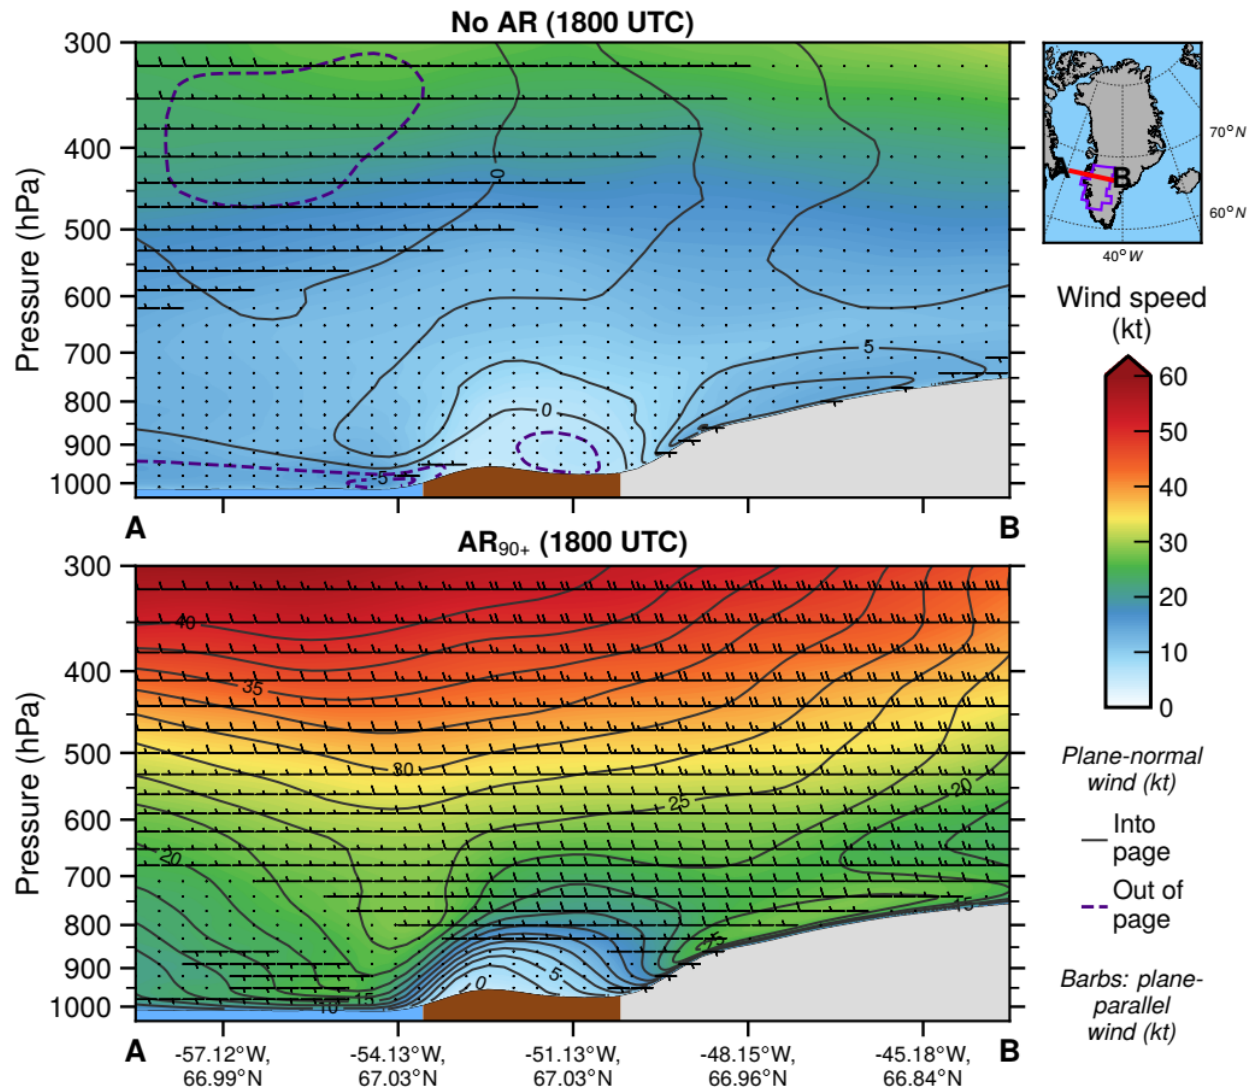 No AR (1800 UTC)
300
400
500
600
700
800
900
1000
Pressure (hPa)
0
5
0
-5
A
B
A
B
70°N
60°N
40°W
Wind speed
(kt)
60
50
40
30
20
10
0
Plane-normal
wind (kt)
Into
page
Out of
page
Barbs: plane-
parallel
wind (kt)
AR90+ (1800 UTC)
300
400
500
600
700
800
900
1000
Pressure (hPa)
40
35
30
25
20
20
15
25
15
10
5
0
A
B
-57.12°W,
66.99°N
-54.13°W,
67.03°N
-51.13°W,
67.03°N
-48.15°W,
66.96°N
-45.18°W,
66.84°N